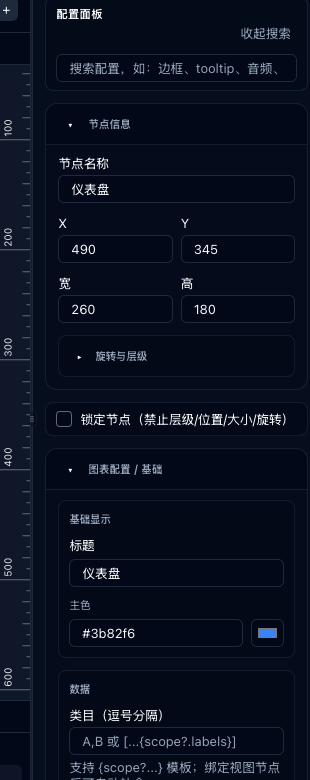 +
配置面板
收起搜索
搜索配置，如：边框、tooltip、音频、
节点信息
节点名称
仪表盘
X
Y
490
345
宽
高
260
180
旋转与层级
锁定节点（禁止层级/位置/大小/旋转）
图表配置 / 基础
基础显示
标题
仪表盘
主色
#3b82f6
数据
类目（逗号分隔）
A,B 或 [...{scope?.labels}]
支持 {scope?...} 模板；绑定视图节点
100
200
300
400
500
600